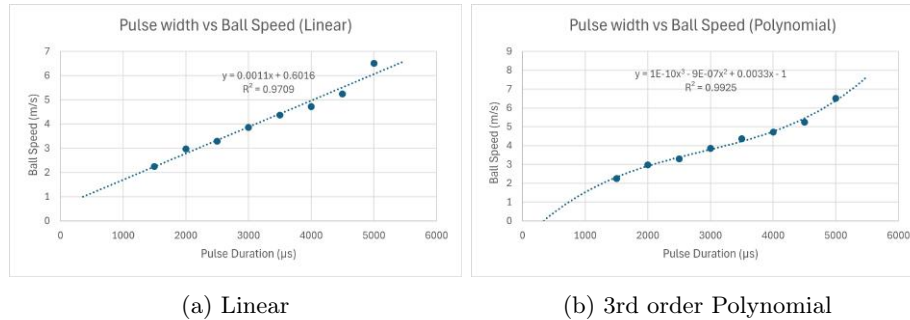 Pulse width vs Ball Speed (Linear)
7
6
5
4
3
2
1
0
Ball Speed (m/s)
y = 0.0011x + 0.6016
R² = 0.9709
0 1000 2000 3000 4000 5000 6000
Pulse Duration (µs)
(a) Linear
Pulse width vs Ball Speed (Polynomial)
9
8
7
6
5
4
3
2
1
0
Ball Speed (m/s)
y = 1E-10x³ - 9E-07x² + 0.0033x - 1
R² = 0.9925
0 1000 2000 3000 4000 5000 6000
Pulse Duration (µs)
(b) 3rd order Polynomial